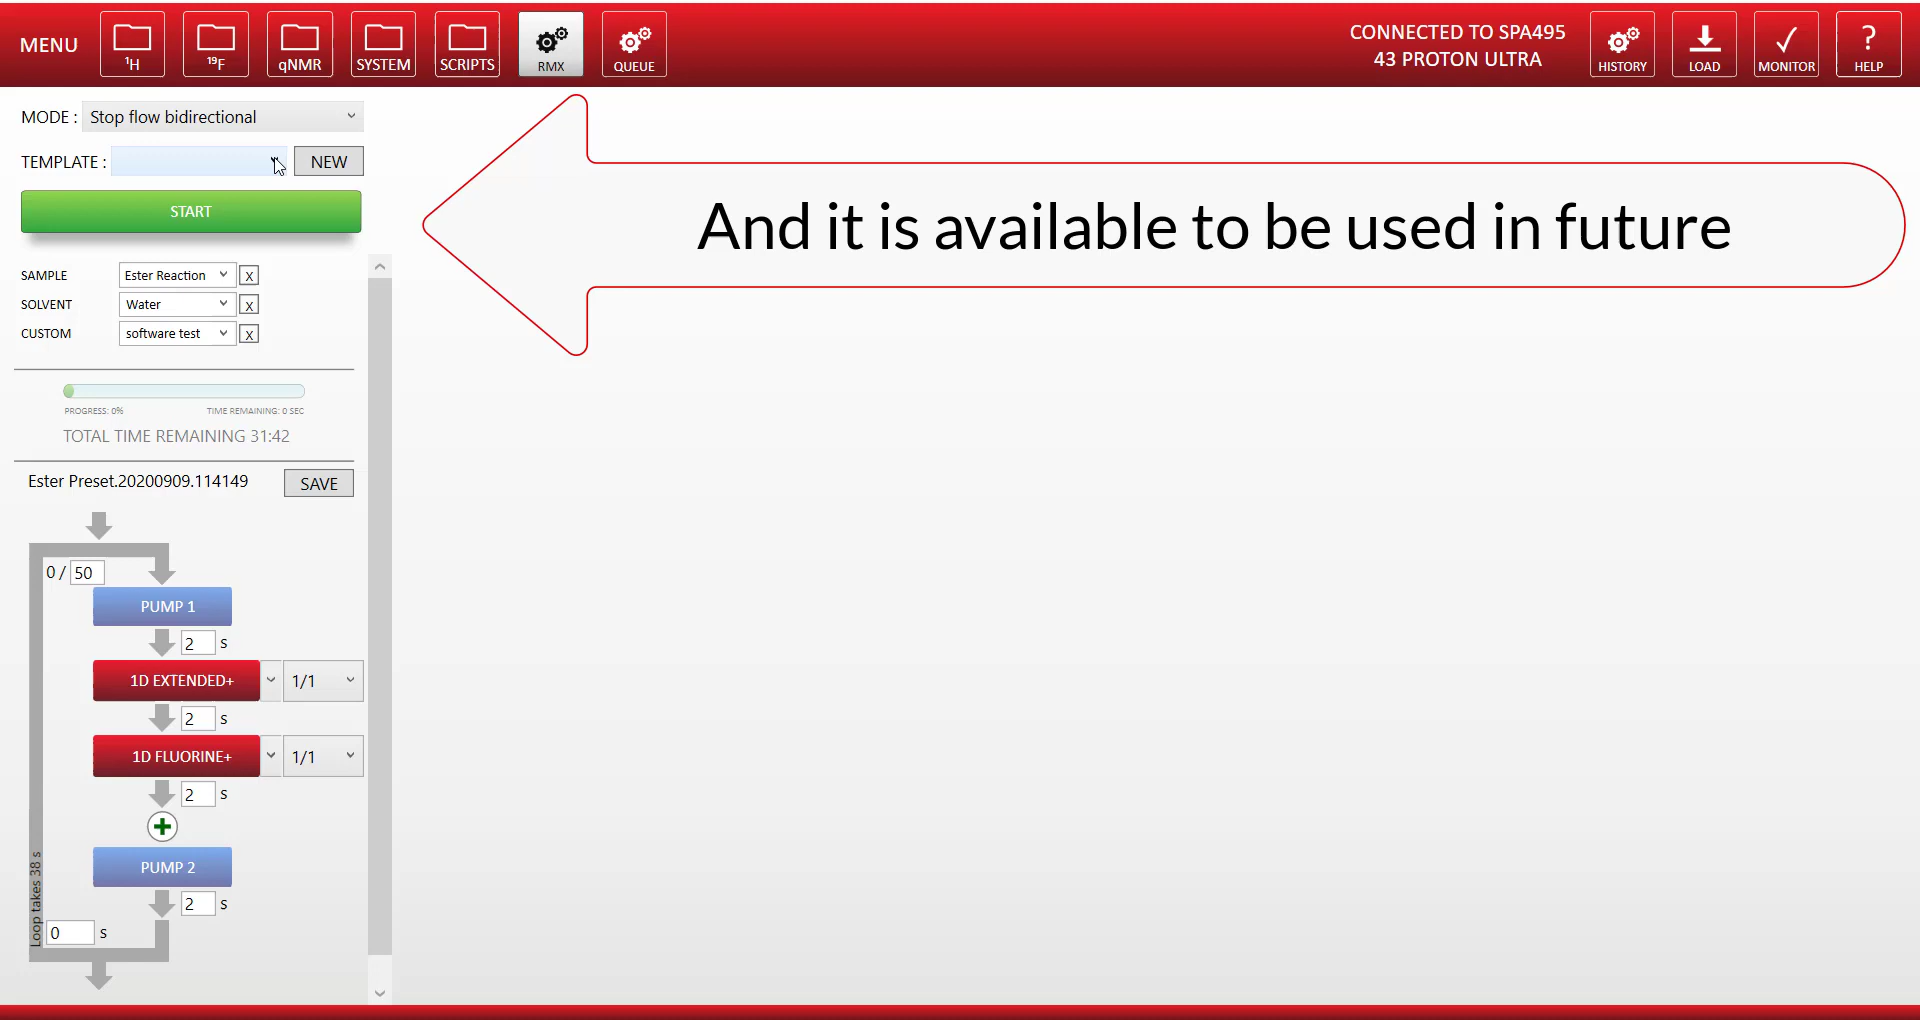 MENU
¹H
¹⁹F
qNMR
SYSTEM
SCRIPTS
RMX
QUEUE
CONNECTED TO SPA495
43 PROTON ULTRA
HISTORY
LOAD
MONITOR
?
HELP
MODE : Stop flow bidirectional
TEMPLATE :
NEW
START
And it is available to be used in future
SAMPLE Ester Reaction X
SOLVENT Water X
CUSTOM software test X
PROGRESS: 0% TIME REMAINING: 0 SEC
TOTAL TIME REMAINING 31:42
Ester Preset.20200909.114149 SAVE
0 / 50
PUMP 1
2 s
1D EXTENDED+ 1/1
2 s
1D FLUORINE+ 1/1
2 s
PUMP 2
2 s
Loop takes 38 s
0 s